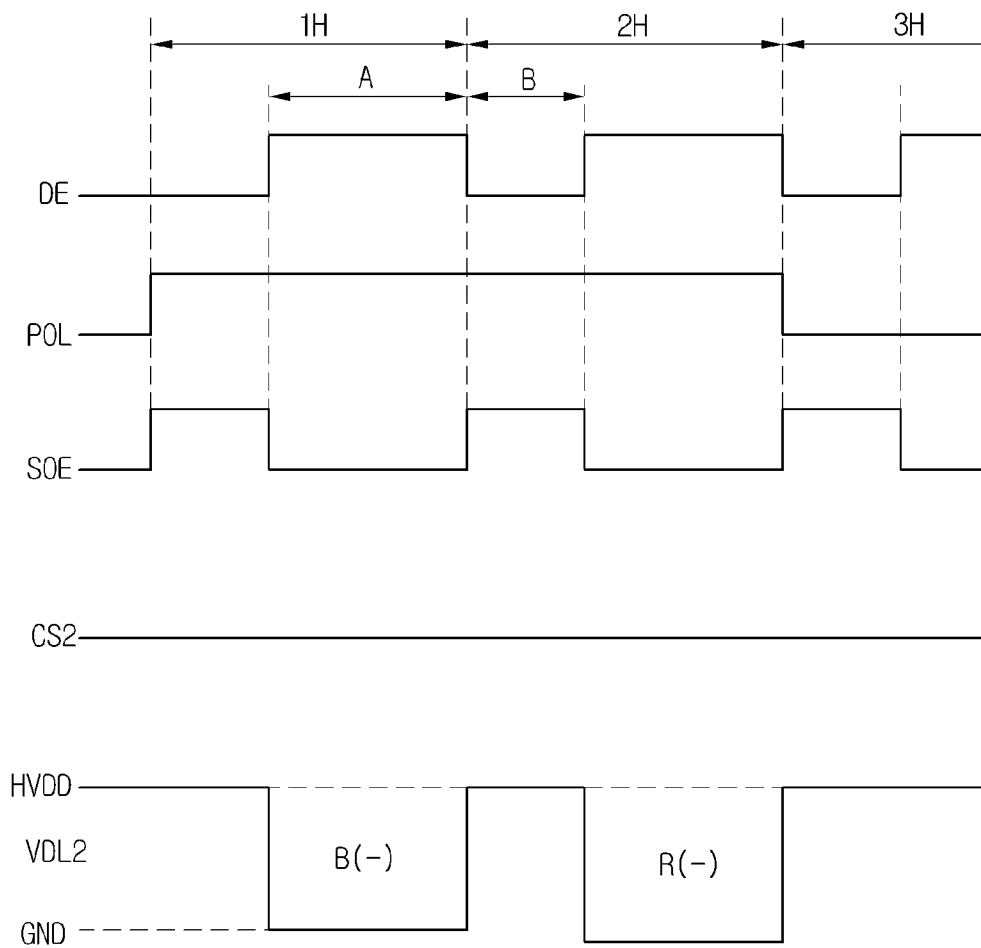 1H 2H 3H
A B
DE
POL
SOE
CS2
HVDD
VDL2
B(-) R(-)
GND